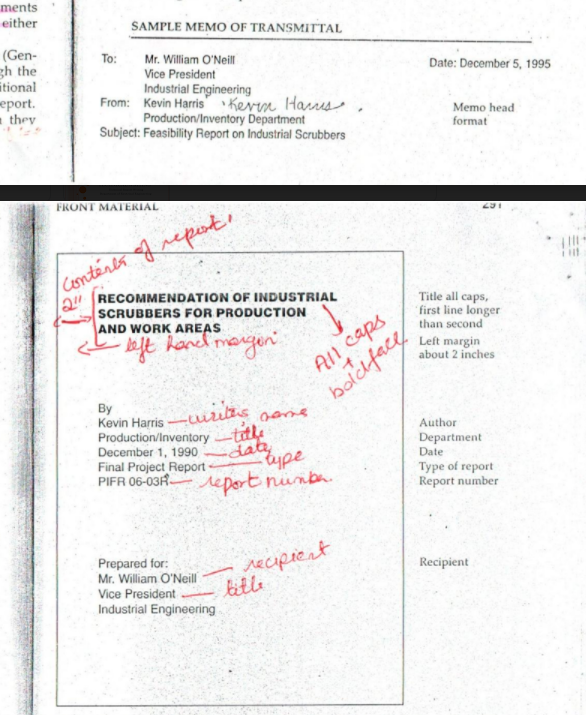 ments
either
(Gen-
gh the
itional
eport.
they
SAMPLE MEMO OF TRANSMITTAL
To: Mr. William O'Neill
Vice President
Industrial Engineering
Date: December 5, 1995
From: Kevin Harris Kevin Harris
Production/Inventory Department
Memo head
format
Subject: Feasibility Report on Industrial Scrubbers
FRONT MATERIAL
291
contents of report
2"
RECOMMENDATION OF INDUSTRIAL
SCRUBBERS FOR PRODUCTION
AND WORK AREAS
left hand margin
All caps
+
boldface
Title all caps,
first line longer
than second
Left margin
about 2 inches
By
Kevin Harris — writers name
Production/Inventory — title
December 1, 1990 — date
Final Project Report — type
PIFR 06-03R — report number
Author
Department
Date
Type of report
Report number
Prepared for:
Mr. William O'Neill — recipient
Vice President — title
Industrial Engineering
Recipient